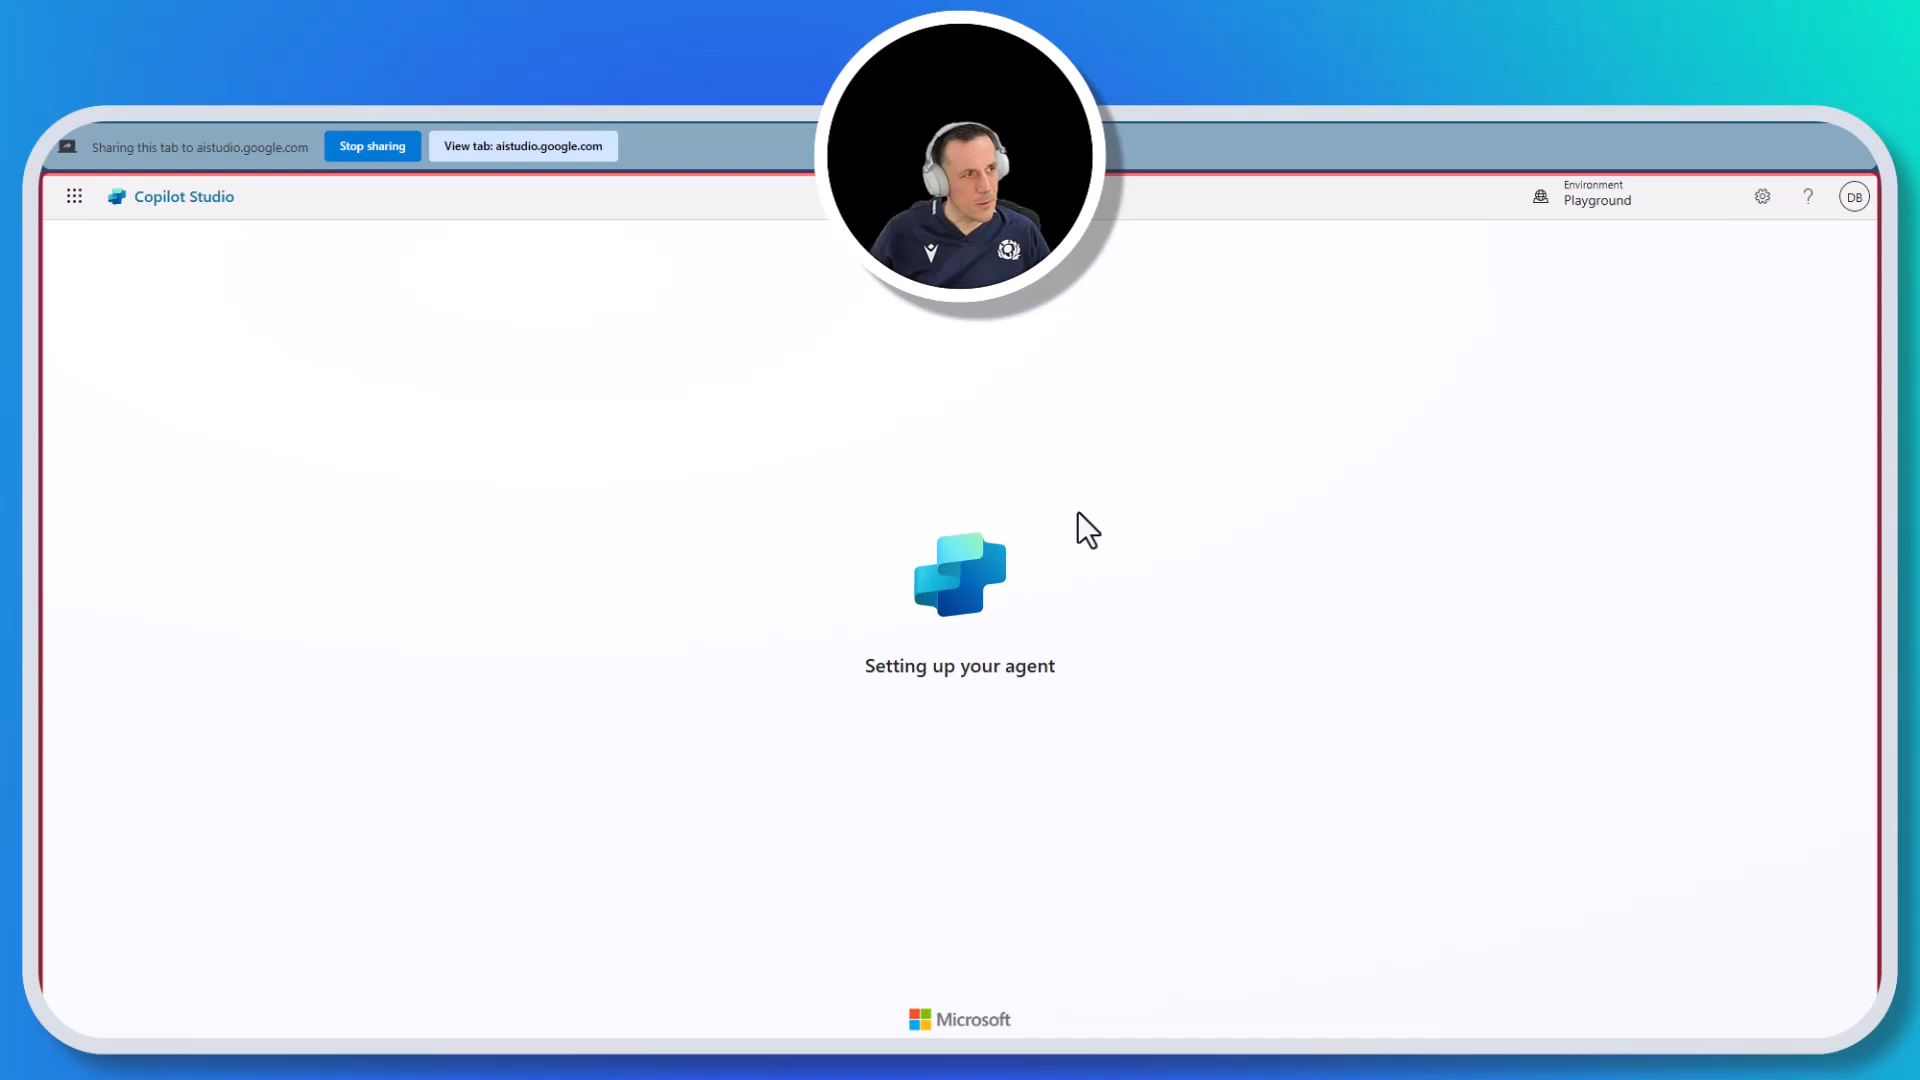 Sharing this tab to aistudio.google.com
Stop sharing
View tab: aistudio.google.com
Copilot Studio
Environment
Playground
?
DB
Setting up your agent
Microsoft